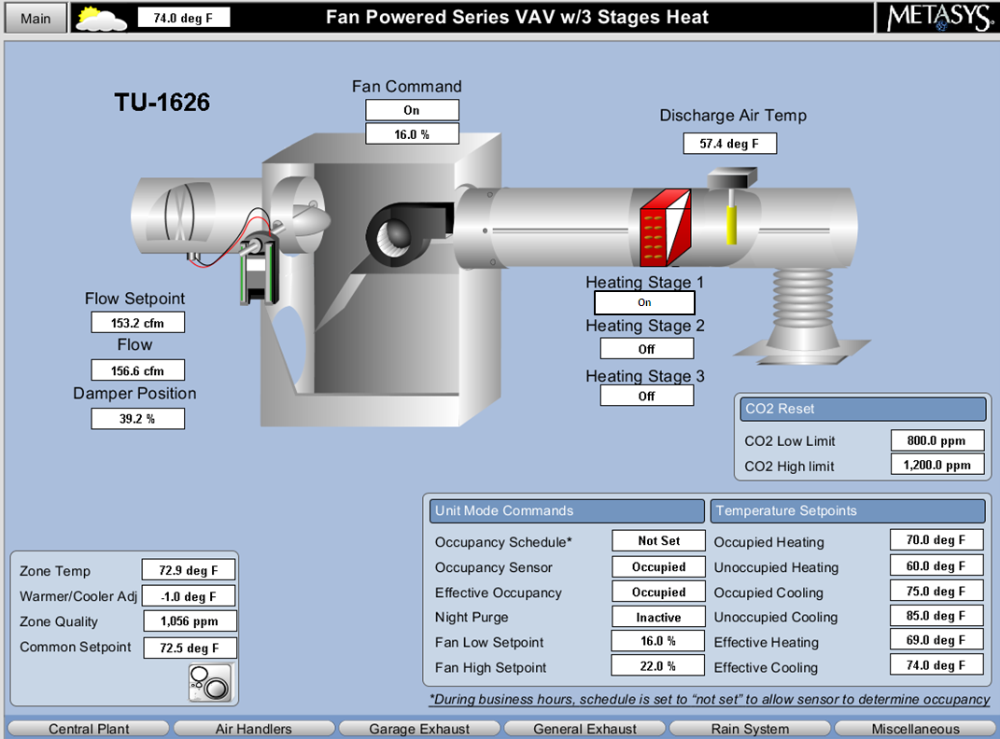 Main
74.0 deg F
Fan Powered Series VAV w/3 Stages Heat
METASYS
TU-1626
Fan Command
On
16.0 %
Discharge Air Temp
57.4 deg F
Heating Stage 1
On
Heating Stage 2
Off
Heating Stage 3
Off
Flow Setpoint
153.2 cfm
Flow
156.6 cfm
Damper Position
39.2 %
CO2 Reset
CO2 Low Limit 800.0 ppm
CO2 High limit 1,200.0 ppm
Unit Mode Commands
Occupancy Schedule* Not Set
Occupancy Sensor Occupied
Effective Occupancy Occupied
Night Purge Inactive
Fan Low Setpoint 16.0 %
Fan High Setpoint 22.0 %
Temperature Setpoints
Occupied Heating 70.0 deg F
Unoccupied Heating 60.0 deg F
Occupied Cooling 75.0 deg F
Unoccupied Cooling 85.0 deg F
Effective Heating 69.0 deg F
Effective Cooling 74.0 deg F
Zone Temp 72.9 deg F
Warmer/Cooler Adj -1.0 deg F
Zone Quality 1,056 ppm
Common Setpoint 72.5 deg F
*During business hours, schedule is set to “not set” to allow sensor to determine occupancy
Central Plant
Air Handlers
Garage Exhaust
General Exhaust
Rain System
Miscellaneous